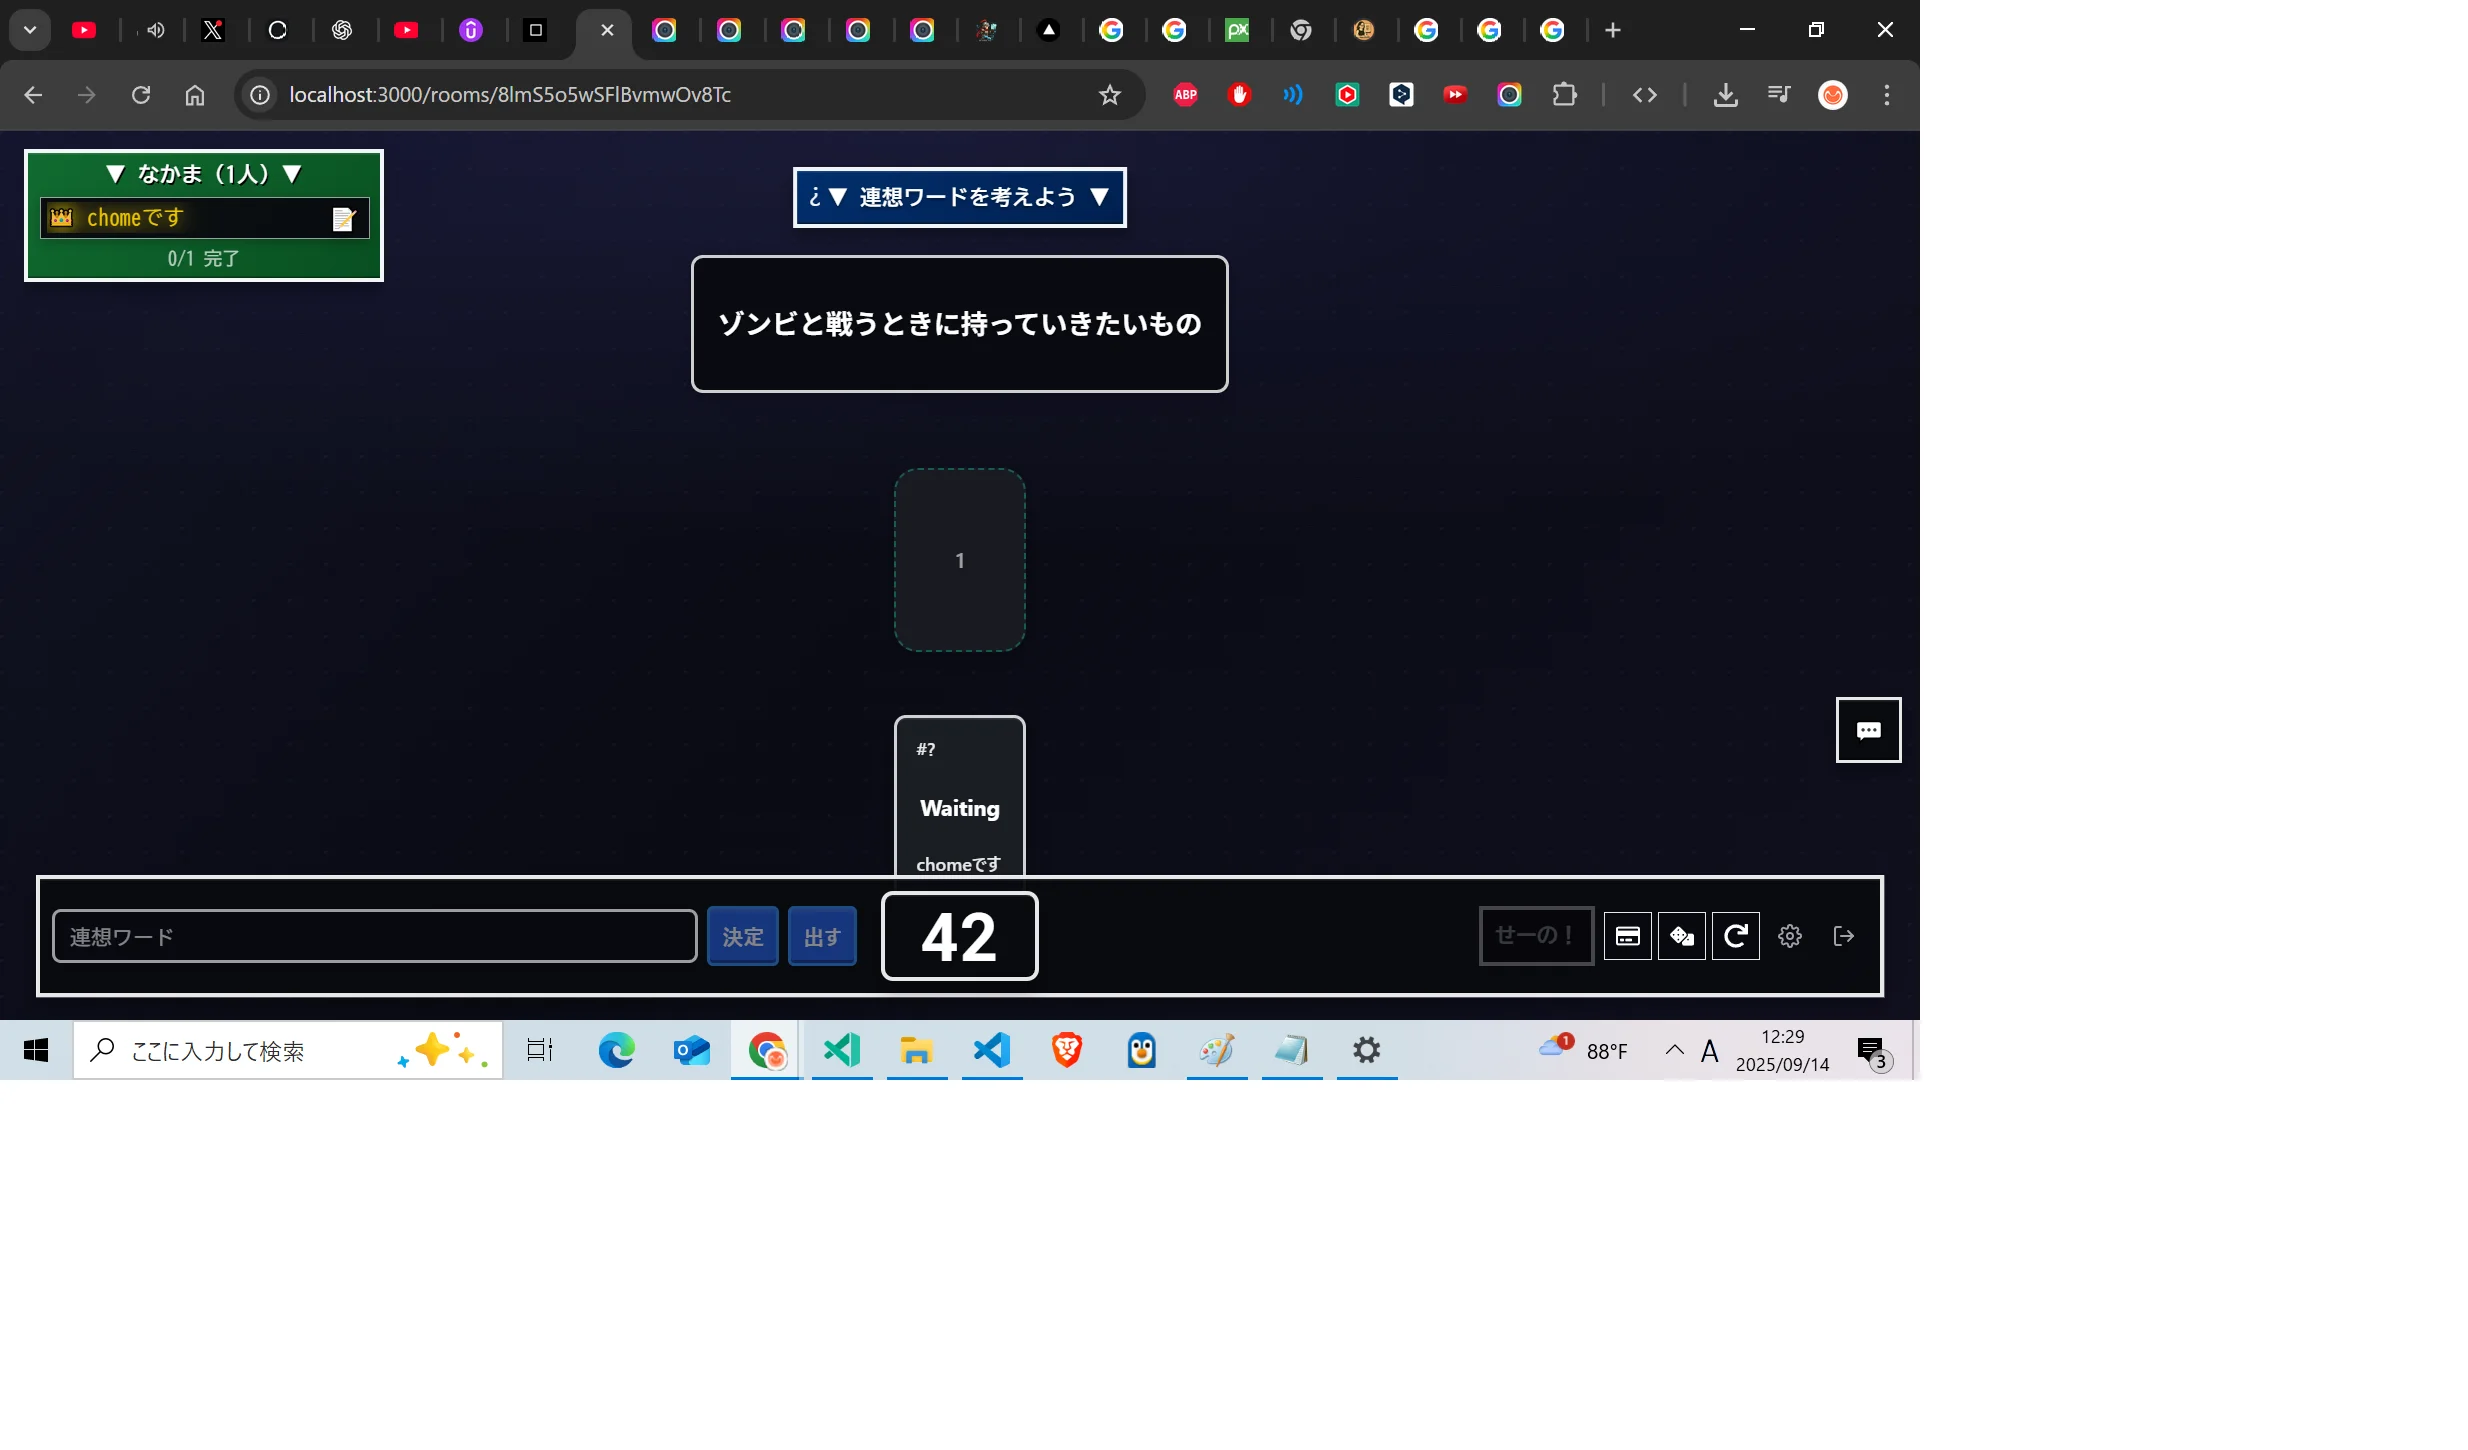 localhost:3000/rooms/8lmS5o5wSFlBvmwOv8Tc
ABP
▼ なかま（1人）▼
chomeです
0/1 完了
¿ ▼ 連想ワードを考えよう ▼
ゾンビと戦うときに持っていきたいもの
1
#?
Waiting
chomeです
連想ワード
決定
出す
42
せーの！
ここに入力して検索
1
88°F
A
12:29
2025/09/14
3